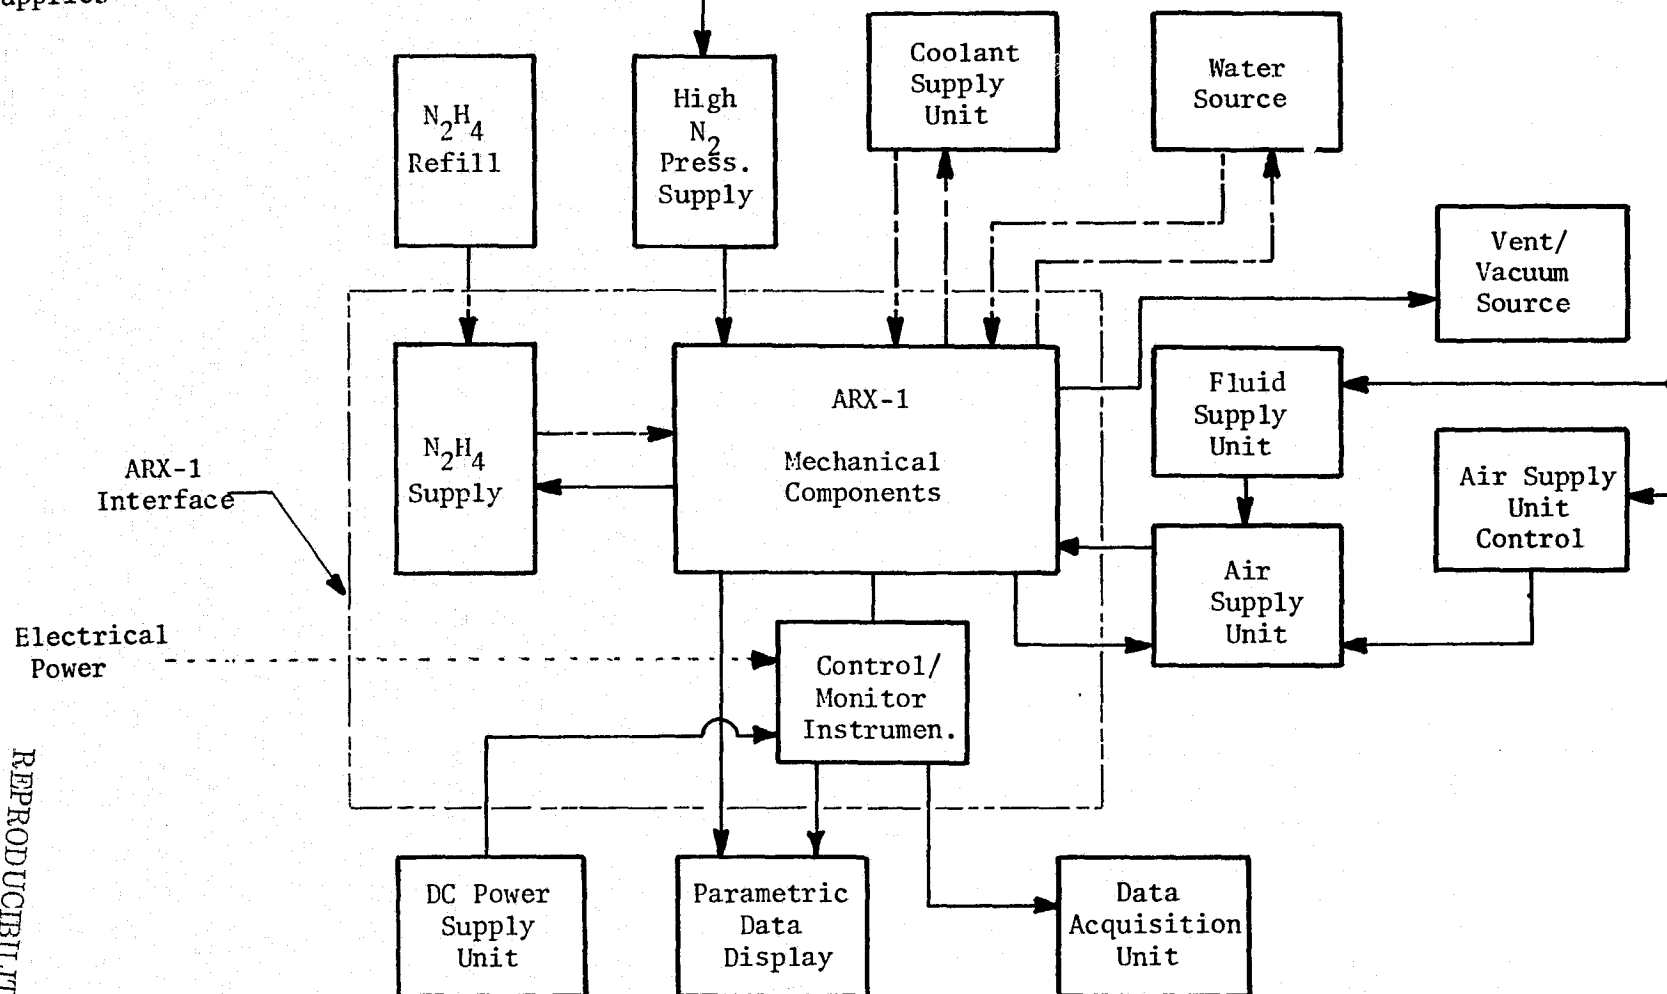 Coolant
Supply
Unit
Water
Source
N2H4
Refill
High
N2
Press.
Supply
Vent/
Vacuum
Source
ARX-1
Mechanical
Components
Fluid
Supply
Unit
N2H4
Supply
ARX-1
Interface
Air Supply
Unit
Control
Air
Supply
Unit
Electrical
Power
Control/
Monitor
Instrumen.
DC Power
Supply
Unit
Parametric
Data
Display
Data
Acquisition
Unit